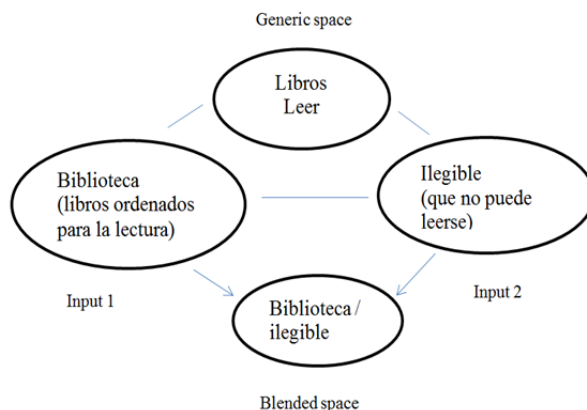 Generic space
Libros
Leer
Biblioteca
(libros ordenados
para la lectura)
Ilegible
(que no puede
leerse)
Input 1
Input 2
Biblioteca /
ilegible
Blended space